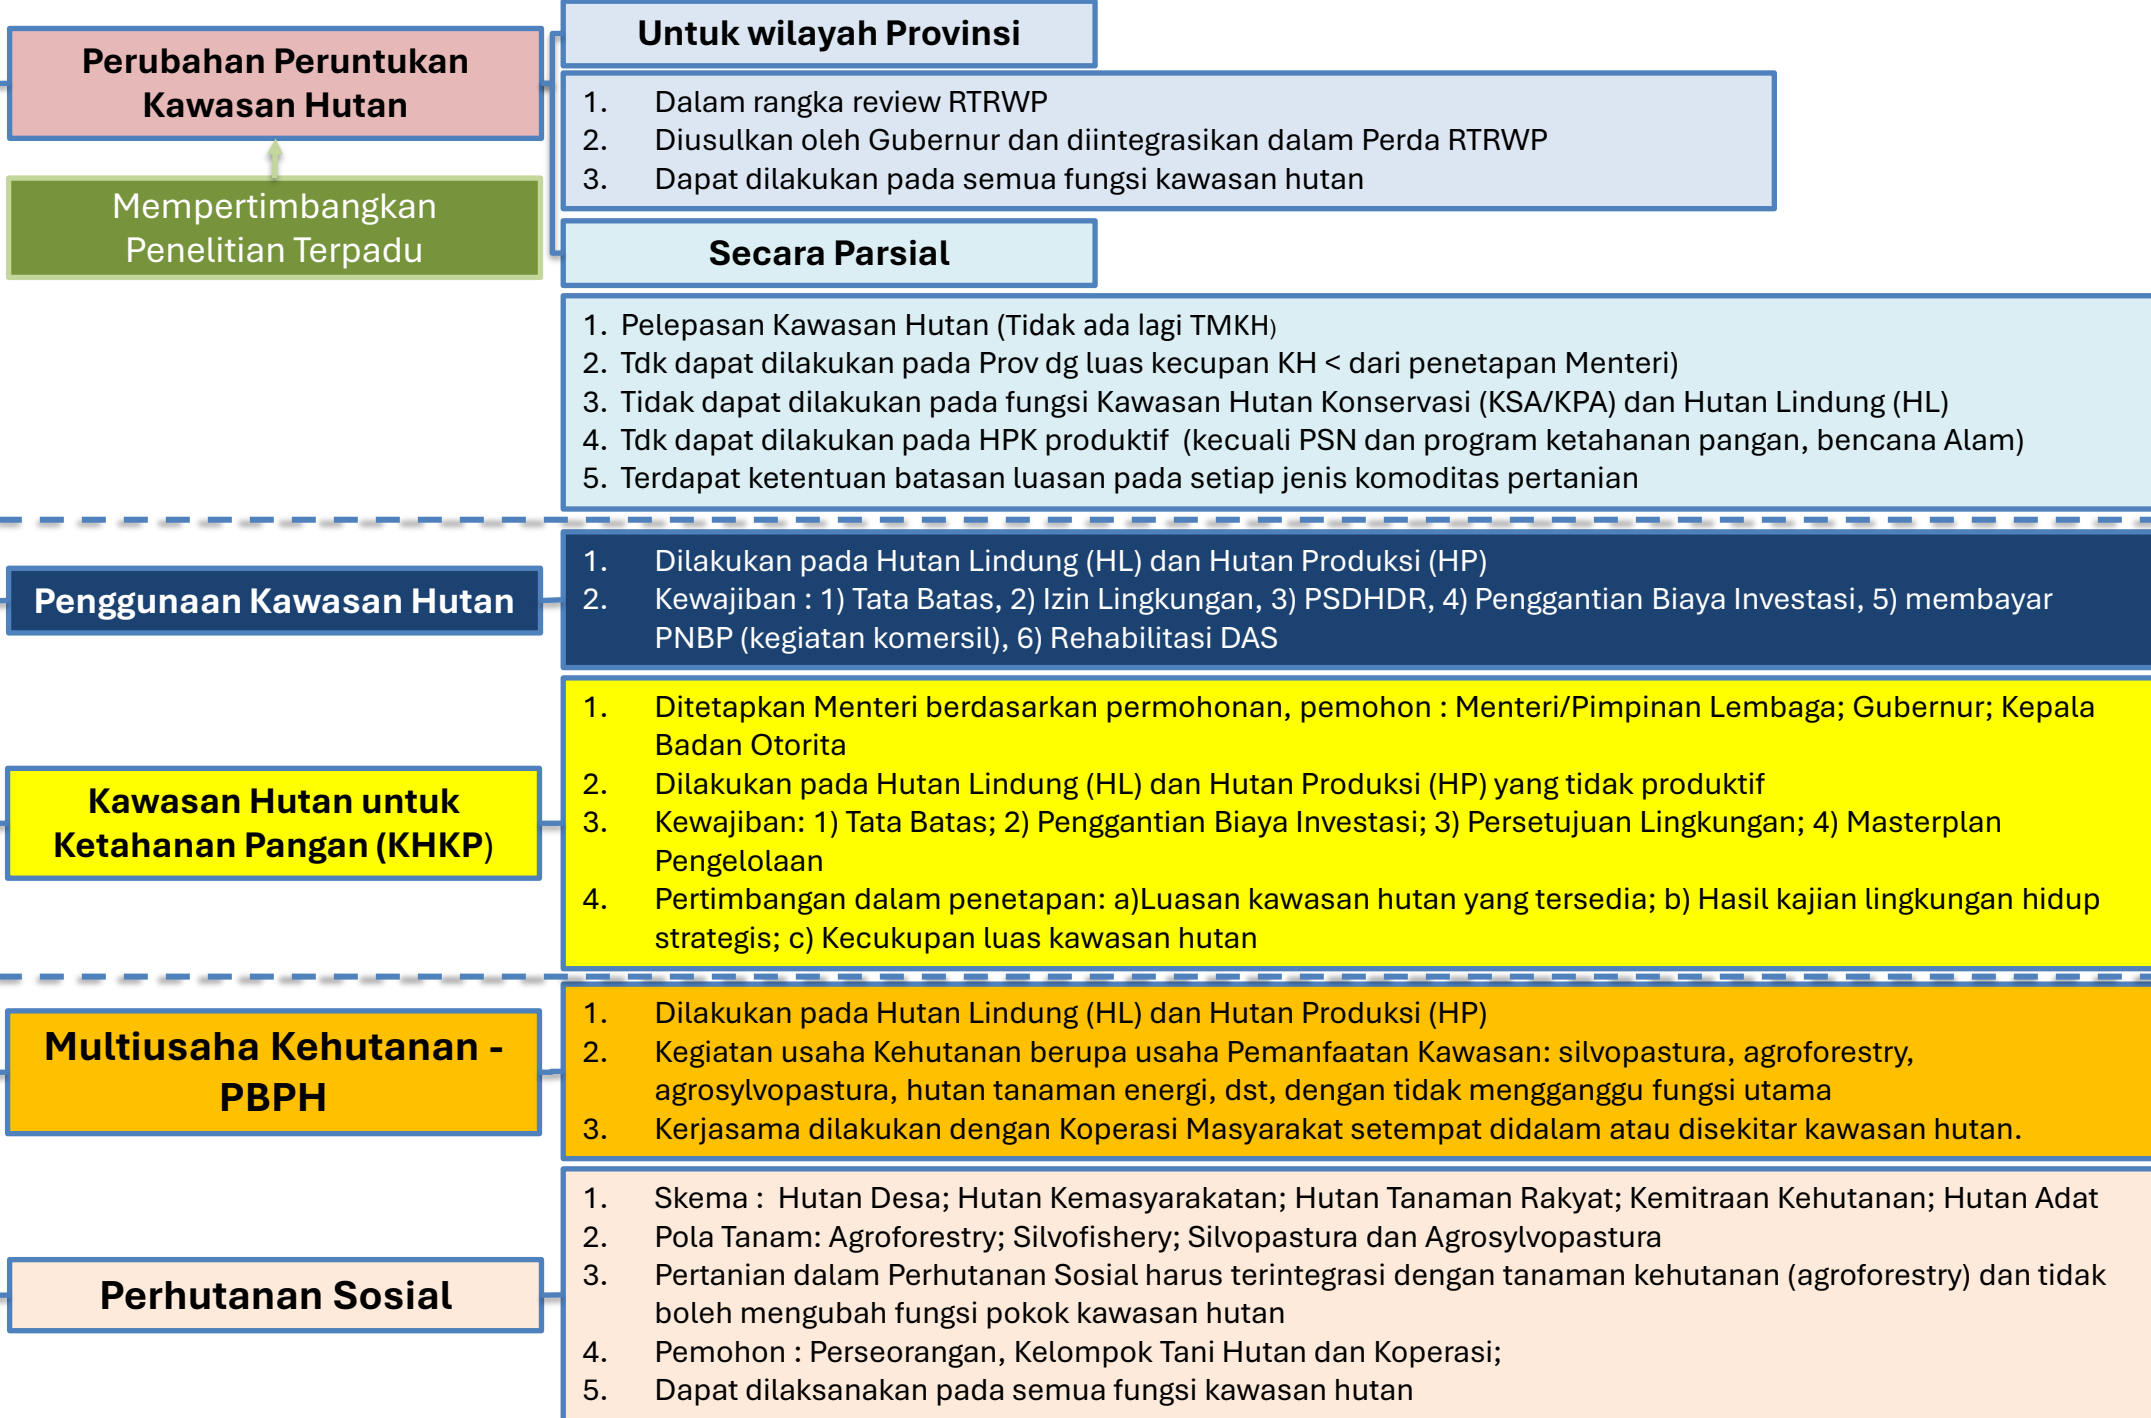 Perubahan Peruntukan
Kawasan Hutan
Mempertimbangkan
Penelitian Terpadu
Untuk wilayah Provinsi
1. Dalam rangka review RTRWP
2. Diusulkan oleh Gubernur dan diintegrasikan dalam Perda RTRWP
3. Dapat dilakukan pada semua fungsi kawasan hutan
Secara Parsial
1. Pelepasan Kawasan Hutan (Tidak ada lagi TMKH)
2. Tdk dapat dilakukan pada Prov dg luas kecupan KH < dari penetapan Menteri)
3. Tidak dapat dilakukan pada fungsi Kawasan Hutan Konservasi (KSA/KPA) dan Hutan Lindung (HL)
4. Tdk dapat dilakukan pada HPK produktif (kecuali PSN dan program ketahanan pangan, bencana Alam)
5. Terdapat ketentuan batasan luasan pada setiap jenis komoditas pertanian
Penggunaan Kawasan Hutan
1. Dilakukan pada Hutan Lindung (HL) dan Hutan Produksi (HP)
2. Kewajiban : 1) Tata Batas, 2) Izin Lingkungan, 3) PSDHDR, 4) Penggantian Biaya Investasi, 5) membayar
PNBP (kegiatan komersil), 6) Rehabilitasi DAS
Kawasan Hutan untuk
Ketahanan Pangan (KHKP)
1. Ditetapkan Menteri berdasarkan permohonan, pemohon : Menteri/Pimpinan Lembaga; Gubernur; Kepala
Badan Otorita
2. Dilakukan pada Hutan Lindung (HL) dan Hutan Produksi (HP) yang tidak produktif
3. Kewajiban: 1) Tata Batas; 2) Penggantian Biaya Investasi; 3) Persetujuan Lingkungan; 4) Masterplan
Pengelolaan
4. Pertimbangan dalam penetapan: a)Luasan kawasan hutan yang tersedia; b) Hasil kajian lingkungan hidup
strategis; c) Kecukupan luas kawasan hutan
Multiusaha Kehutanan -
PBPH
1. Dilakukan pada Hutan Lindung (HL) dan Hutan Produksi (HP)
2. Kegiatan usaha Kehutanan berupa usaha Pemanfaatan Kawasan: silvopastura, agroforestry,
agrosylvopastura, hutan tanaman energi, dst, dengan tidak mengganggu fungsi utama
3. Kerjasama dilakukan dengan Koperasi Masyarakat setempat didalam atau disekitar kawasan hutan.
Perhutanan Sosial
1. Skema : Hutan Desa; Hutan Kemasyarakatan; Hutan Tanaman Rakyat; Kemitraan Kehutanan; Hutan Adat
2. Pola Tanam: Agroforestry; Silvofishery; Silvopastura dan Agrosylvopastura
3. Pertanian dalam Perhutanan Sosial harus terintegrasi dengan tanaman kehutanan (agroforestry) dan tidak
boleh mengubah fungsi pokok kawasan hutan
4. Pemohon : Perseorangan, Kelompok Tani Hutan dan Koperasi;
5. Dapat dilaksanakan pada semua fungsi kawasan hutan